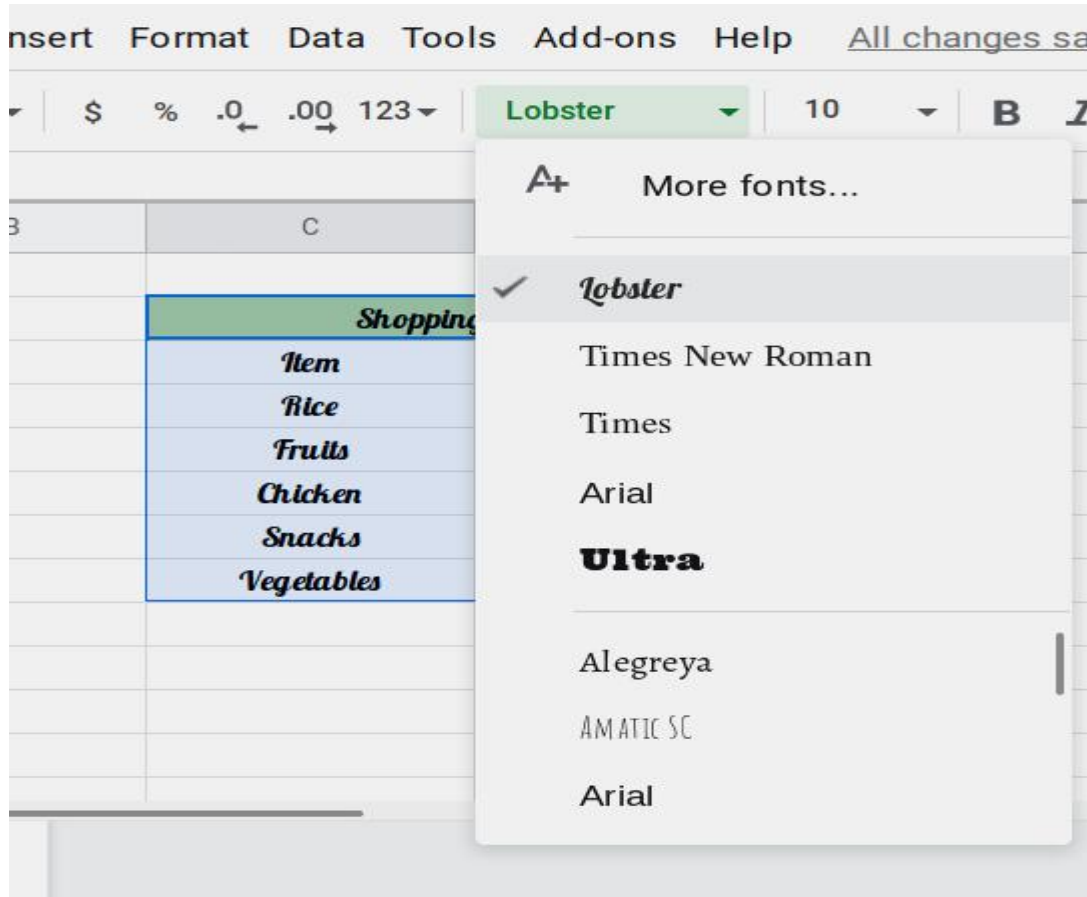 nsert Format Data Tools Add-ons Help All changes sa
$ % .0 .00 123 Lobster 10 B I
A+ More fonts...
B C
Lobster
Times New Roman
Times
Arial
Ultra
Alegreya
Amatic SC
Arial
Shopping
Item
Rice
Fruits
Chicken
Snacks
Vegetables